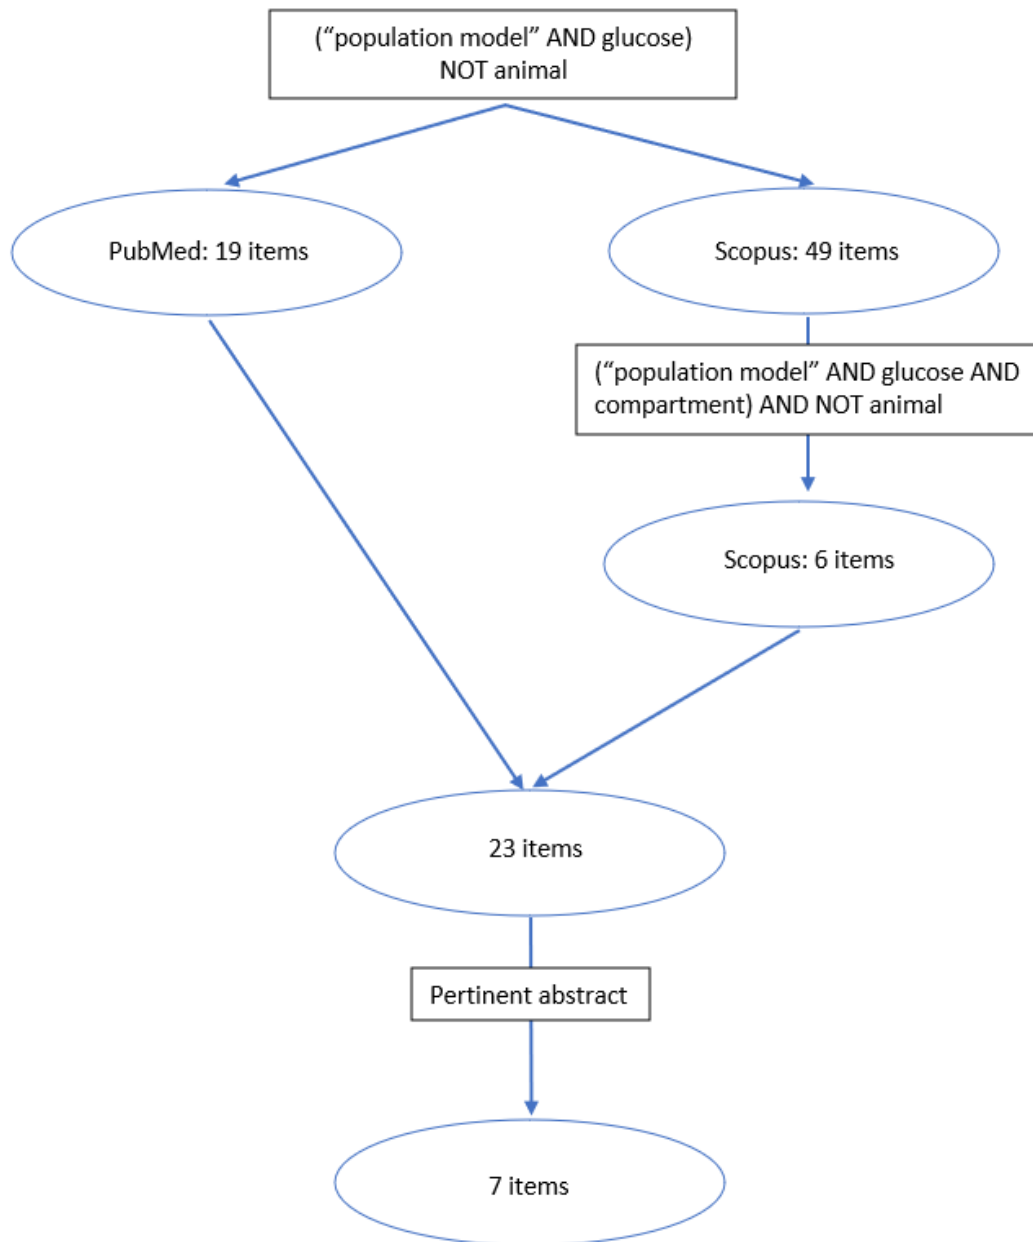 (“population model” AND glucose)
NOT animal
PubMed: 19 items
Scopus: 49 items
(“population model” AND glucose AND
compartment) AND NOT animal
Scopus: 6 items
23 items
Pertinent abstract
7 items